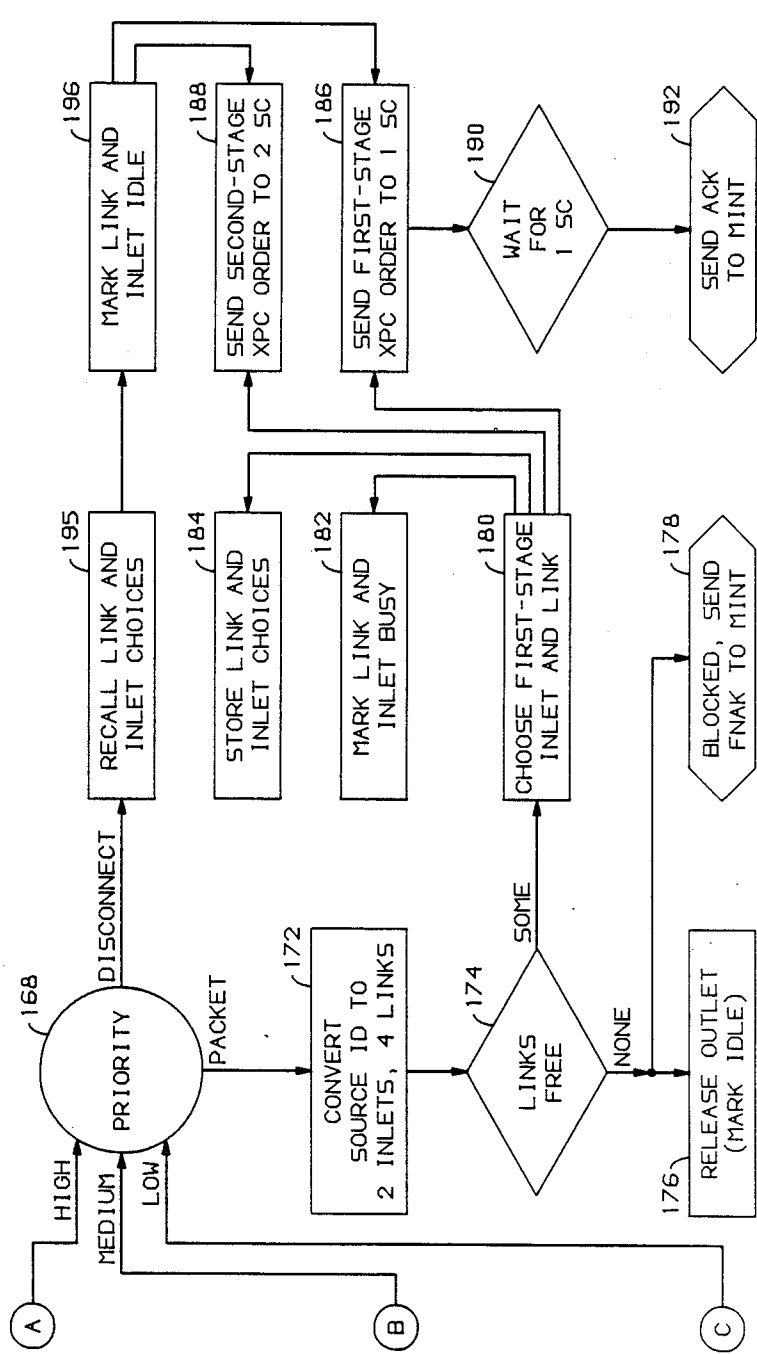 A
HIGH
MEDIUM
LOW
B
C
168
PRIORITY
DISCONNECT
PACKET
172
CONVERT
SOURCE ID TO
2 INLETS, 4 LINKS
174
LINKS
FREE
SOME
NONE
176
RELEASE OUTLET
(MARK IDLE)
195
RECALL LINK AND
INLET CHOICES
184
STORE LINK AND
INLET CHOICES
182
MARK LINK AND
INLET BUSY
180
CHOOSE FIRST-STAGE
INLET AND LINK
178
BLOCKED, SEND
FNAK TO MINT
196
MARK LINK AND
INLET IDLE
188
SEND SECOND-STAGE
XPC ORDER TO 2 SC
186
SEND FIRST-STAGE
XPC ORDER TO 1 SC
190
WAIT
FOR
1 SC
192
SEND ACK
TO MINT